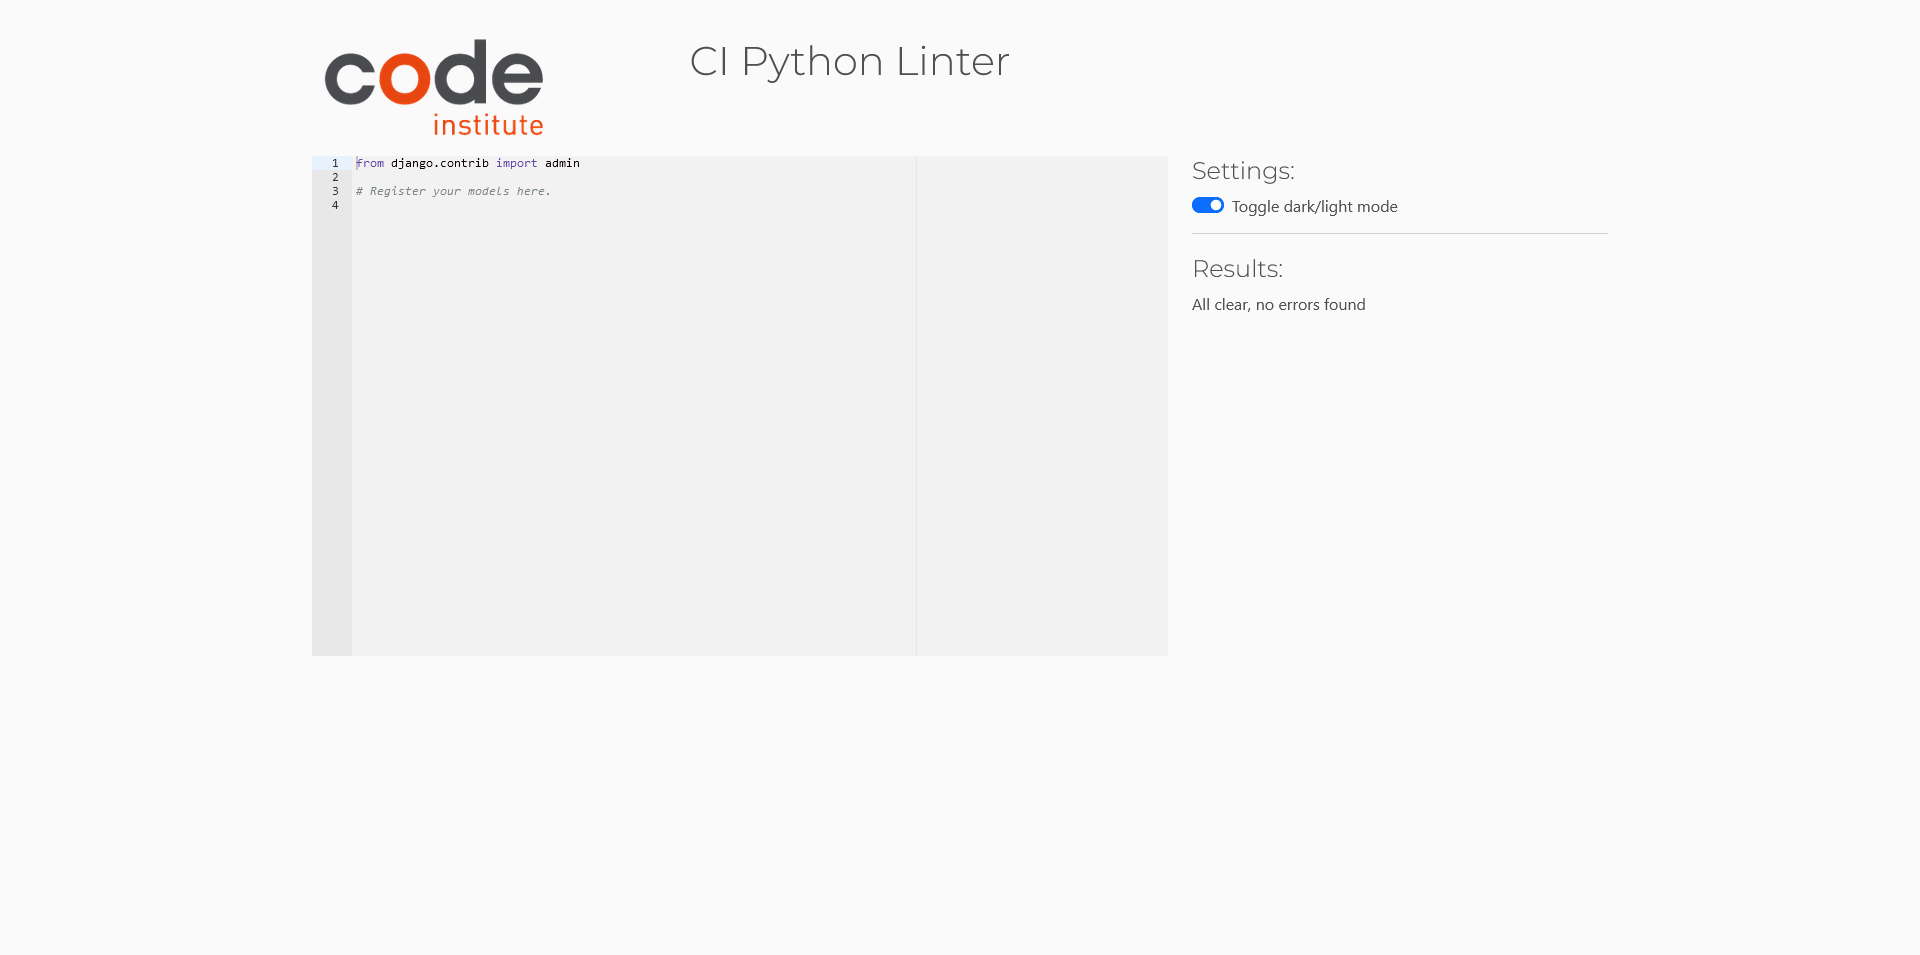 code
institute
CI Python Linter
1 from django.contrib import admin
2
3 # Register your models here.
4
Settings:
Toggle dark/light mode
Results:
All clear, no errors found